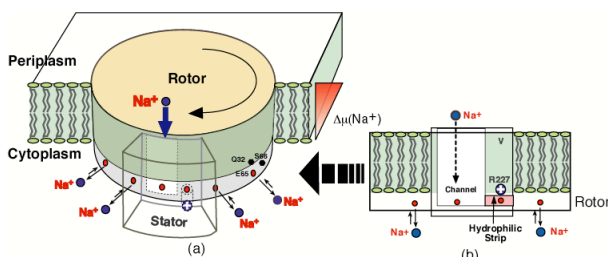 Periplasm
Rotor
Na+
Cytoplasm
Δμ(Na+)
Q32
S66
E65
Na+
Na+
Na+
Na+
Stator
(a)
Na+
V
R227
Channel
Rotor
Na+
Na+
Hydrophilic
Strip
(b)